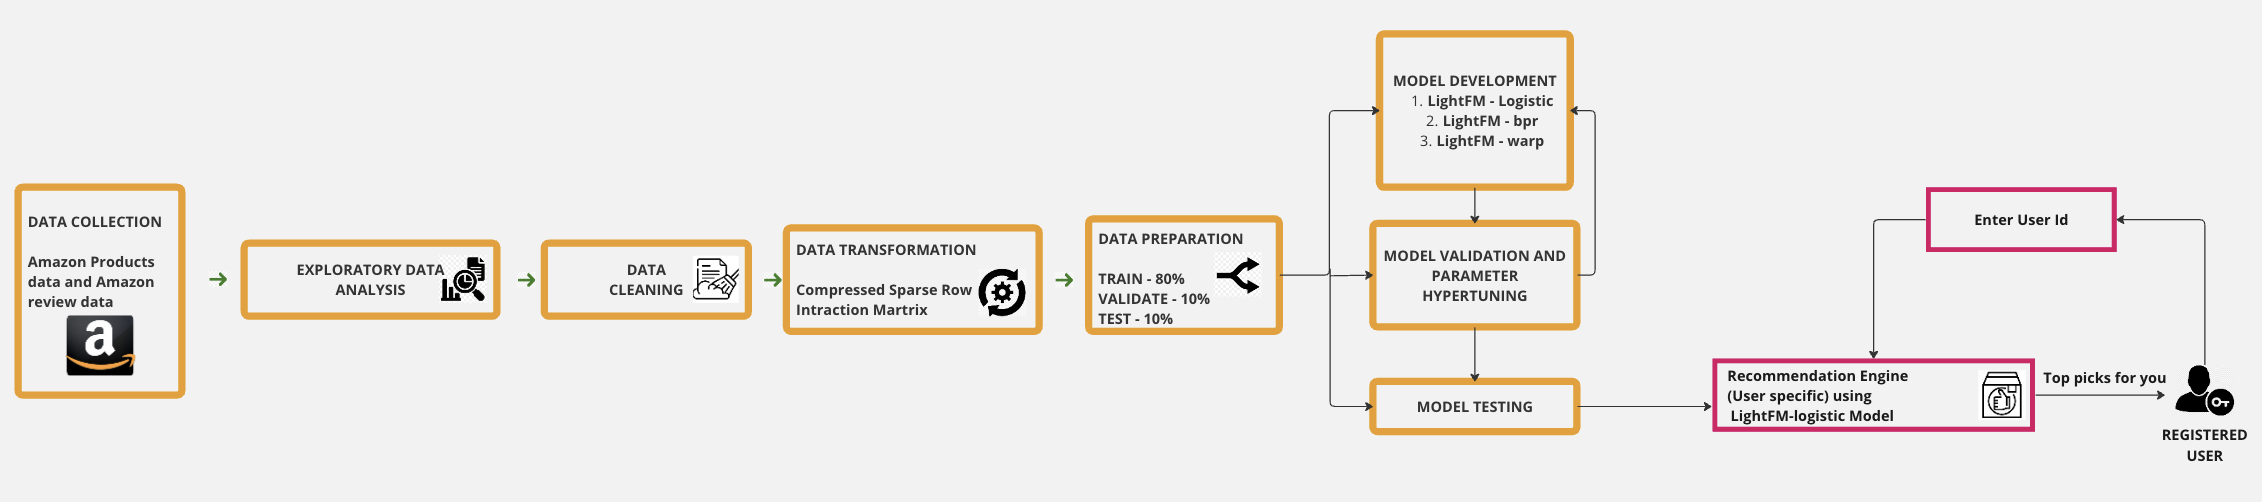 DATA COLLECTION
Amazon Products
data and Amazon
review data
a
EXPLORATORY DATA
ANALYSIS
DATA
CLEANING
DATA TRANSFORMATION
Compressed Sparse Row
Intraction Martrix
DATA PREPARATION
TRAIN - 80%
VALIDATE - 10%
TEST - 10%
MODEL DEVELOPMENT
1. LightFM - Logistic
2. LightFM - bpr
3. LightFM - warp
MODEL VALIDATION AND
PARAMETER
HYPERTUNING
MODEL TESTING
Enter User Id
Recommendation Engine
(User specific) using
LightFM-logistic Model
Top picks for you
REGISTERED
USER